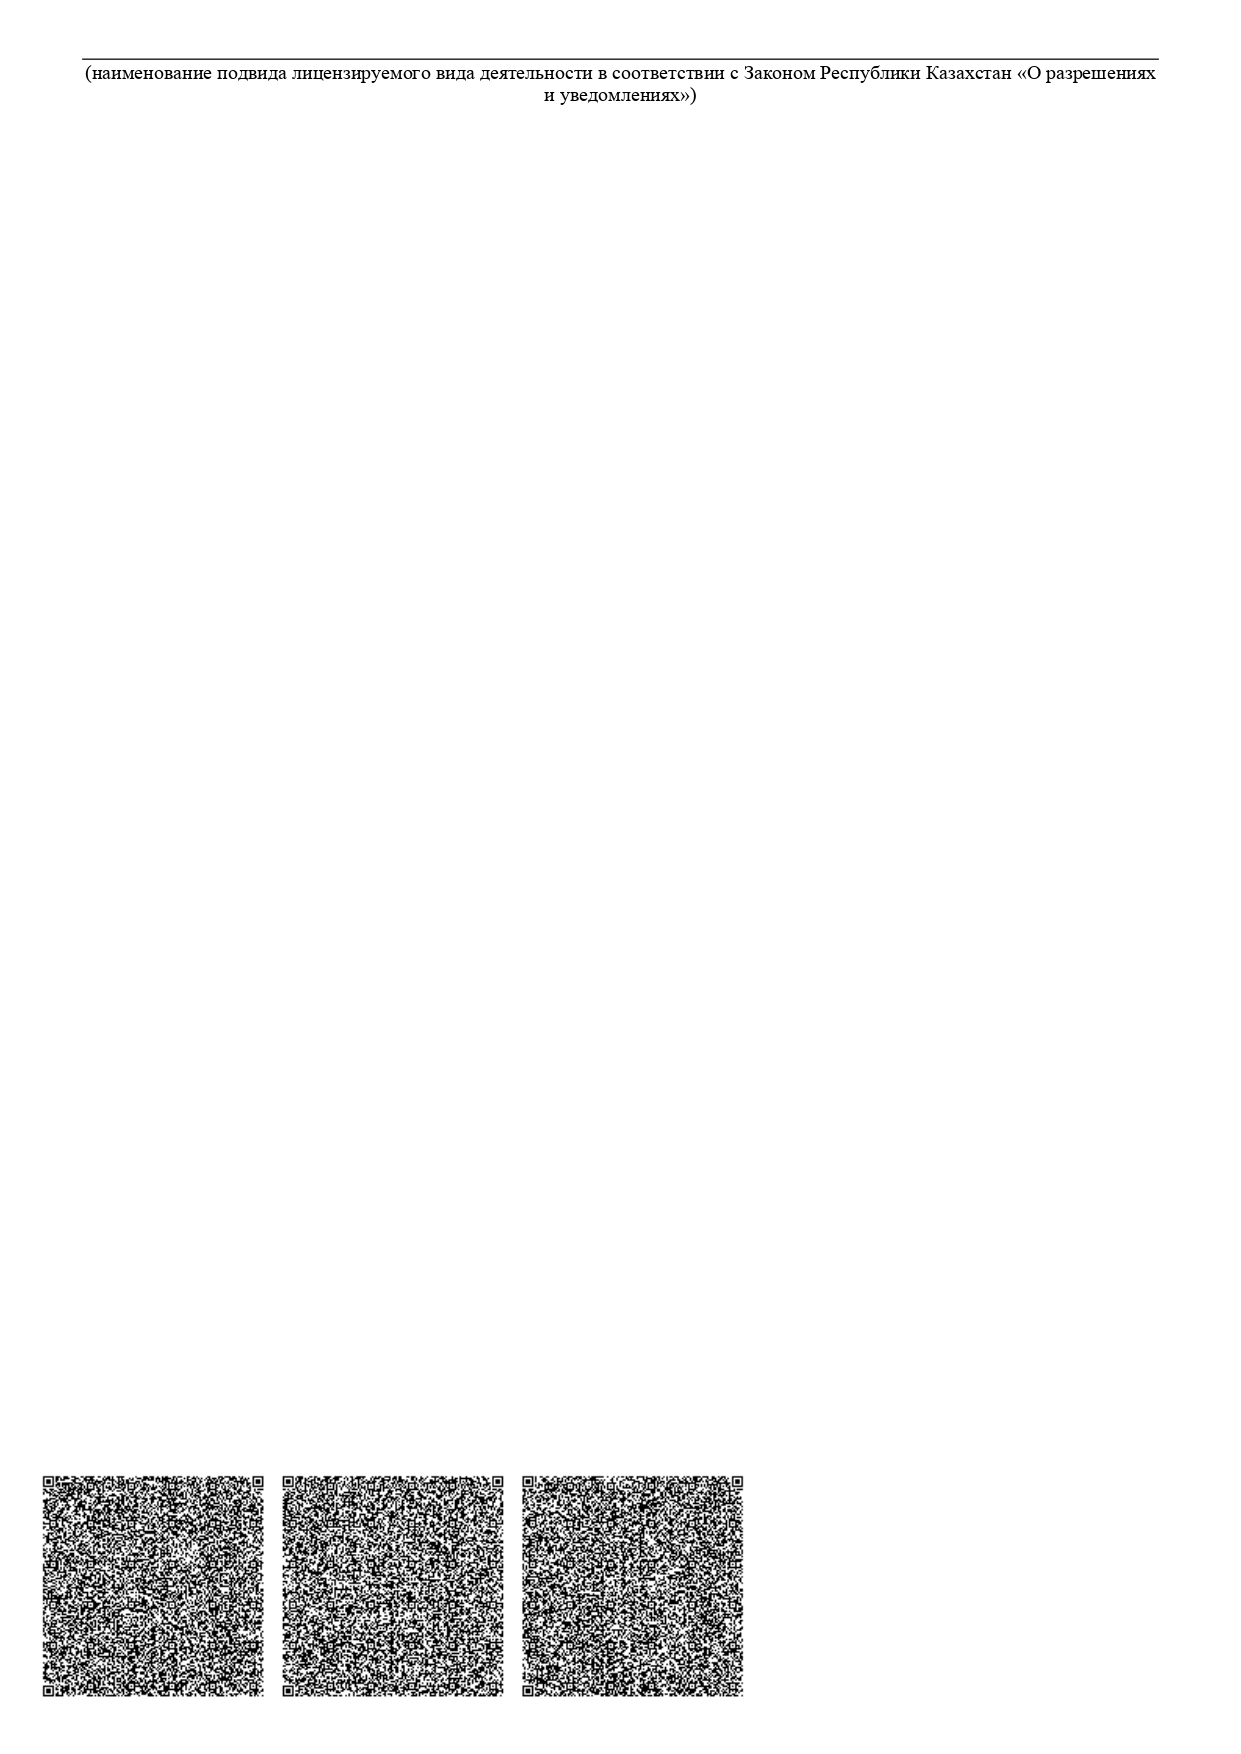 (наименование подвида лицензируемого вида деятельности в соответствии с Законом Республики Казахстан «О разрешениях
и уведомлениях»)